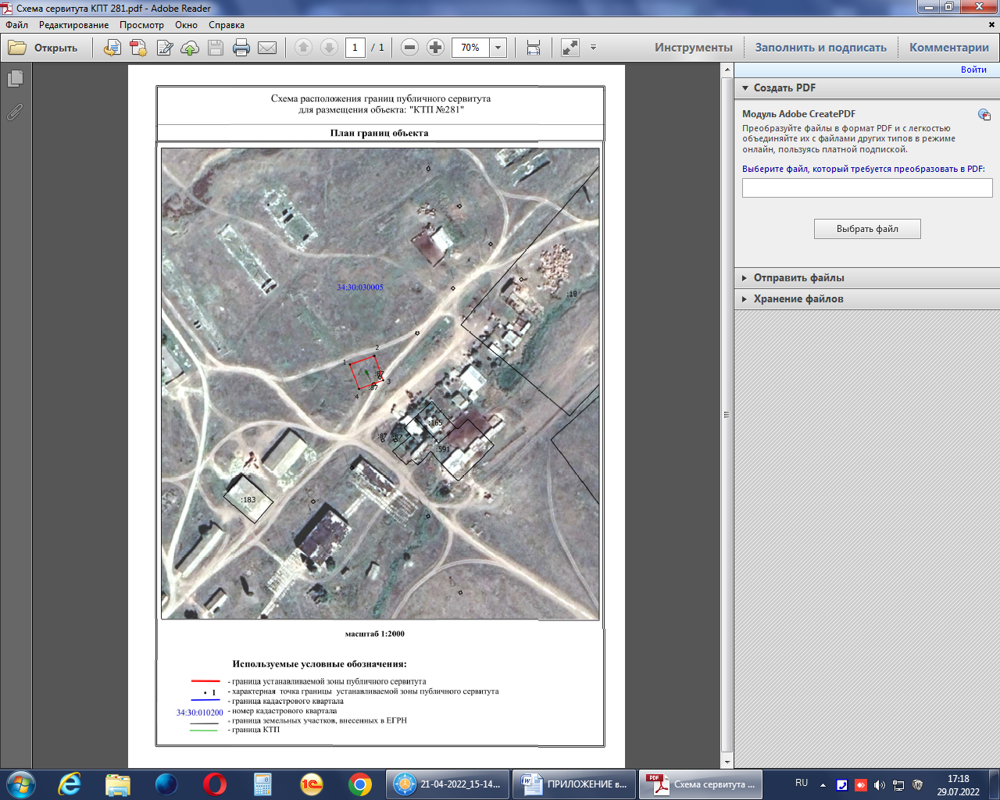 Схема сервитута КПТ 281.pdf - Adobe Reader
Файл Редактирование Просмотр Окно Справка
Открыть 1 / 1 70% Инструменты Заполнить и подписать Комментарии
Войти
Создать PDF
Модуль Adobe CreatePDF
Преобразуйте файлы в формат PDF и с легкостью
объединяйте их с файлами других типов в режиме
онлайн, пользуясь платной подпиской.
Выберите файл, который требуется преобразовать в PDF:
Выбрать файл
Отправить файлы
Хранение файлов
Схема расположения границ публичного сервитута
для размещения объекта: "КТП №281"
План границ объекта
34:30:030005
:18
2
1
:87
3
:87
4
:165
:87 :87
:591
:183
масштаб 1:2000
Используемые условные обозначения:
- граница устанавливаемой зоны публичного сервитута
• 1 - характерная точка границы устанавливаемой зоны публичного сервитута
- граница кадастрового квартала
34:30:010200 - номер кадастрового квартала
- граница земельных участков, внесенных в ЕГРН
- граница КТП
21-04-2022_15-14... ПРИЛОЖЕНИЕ в... Схема сервитута ... RU 17:18
29.07.2022